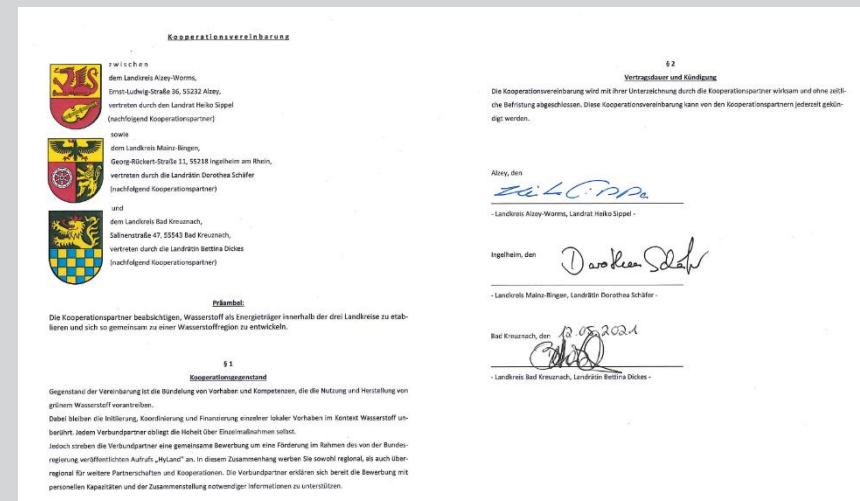 Kooperationsvereinbarung
zwischen
dem Landkreis Alzey-Worms,
Ernst-Ludwig-Straße 36, 55232 Alzey,
vertreten durch den Landrat Heiko Sippel
(nachfolgend Kooperationspartner)
sowie
dem Landkreis Mainz-Bingen,
Georg-Rückert-Straße 11, 55218 Ingelheim am Rhein,
vertreten durch die Landrätin Dorothea Schäfer
(nachfolgend Kooperationspartner)
und
dem Landkreis Bad Kreuznach,
Salinenstraße 47, 55543 Bad Kreuznach,
vertreten durch die Landrätin Bettina Dickes
(nachfolgend Kooperationspartner)
Präambel:
Die Kooperationspartner beabsichtigen, Wasserstoff als Energieträger innerhalb der drei Landkreise zu etab-
lieren und sich so gemeinsam zu einer Wasserstoffregion zu entwickeln.
§ 1
Kooperationsgegenstand
Gegenstand der Vereinbarung ist die Bündelung von Vorhaben und Kompetenzen, die die Nutzung und Herstellung von
grünem Wasserstoff vorantreiben.
Dabei bleiben die Initiierung, Koordinierung und Finanzierung einzelner lokaler Vorhaben im Kontext Wasserstoff un-
berührt. Jedem Verbundpartner obliegt die Hoheit über Einzelmaßnahmen selbst.
Jedoch streben die Verbundpartner eine gemeinsame Bewerbung um eine Förderung im Rahmen des von der Bundes-
regierung veröffentlichten Aufrufs „HyLand" an. In diesem Zusammenhang werben Sie sowohl regional, als auch über-
regional für weitere Partnerschaften und Kooperationen. Die Verbundpartner erklären sich bereit die Bewerbung mit
personellen Kapazitäten und der Zusammenstellung notwendiger Informationen zu unterstützen.
§ 2
Vertragsdauer und Kündigung
Die Kooperationsvereinbarung wird mit ihrer Unterzeichnung durch die Kooperationspartner wirksam und ohne zeitli-
che Befristung abgeschlossen. Diese Kooperationsvereinbarung kann von den Kooperationspartnern jederzeit gekün-
digt werden.
Alzey, den
- Landkreis Alzey-Worms, Landrat Heiko Sippel -
Ingelheim, den
Dorothea Schäfer
- Landkreis Mainz-Bingen, Landrätin Dorothea Schäfer -
Bad Kreuznach, den 12.05.2021
- Landkreis Bad Kreuznach, Landrätin Bettina Dickes -